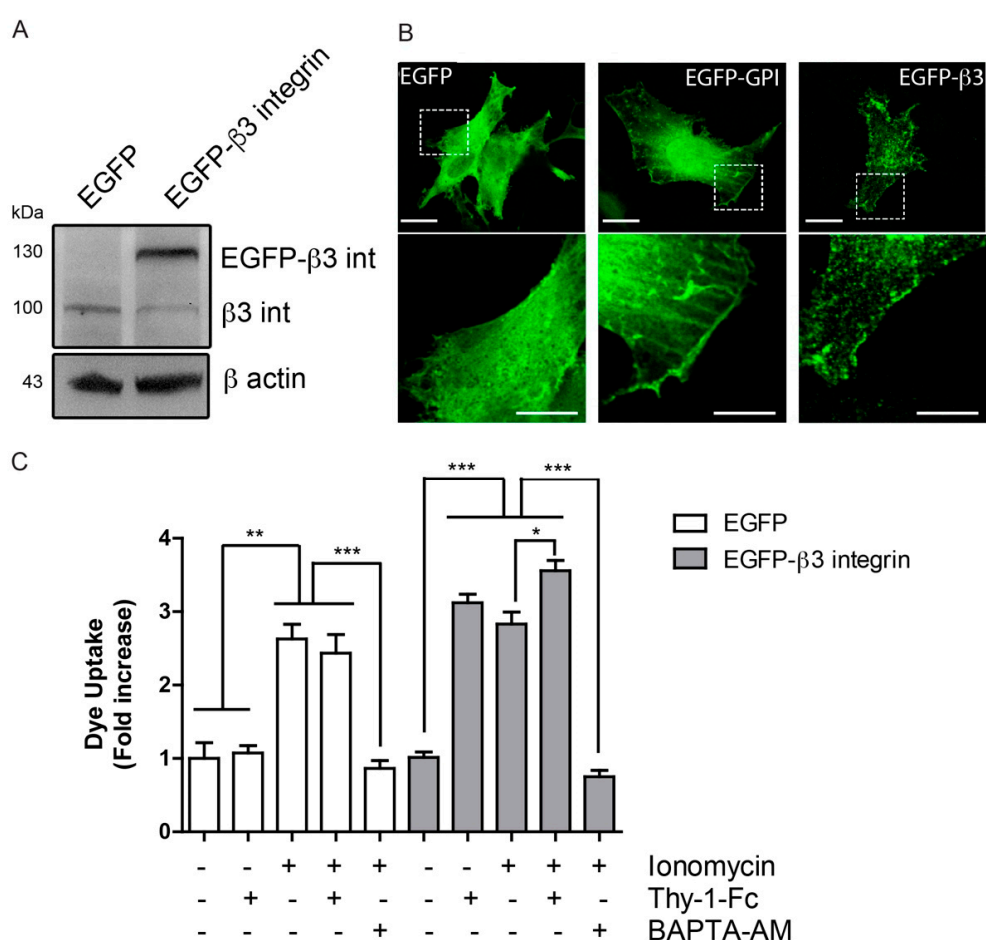 A
EGFP
EGFP-β3 integrin
kDa
130
EGFP-β3 int
100
β3 int
43
β actin
B
EGFP
EGFP-GPI
EGFP-β3
C
*** ***
** *** *
EGFP
EGFP-β3 integrin
Dye Uptake
(Fold increase)
4
3
2
1
0
- - + + + - - + + + Ionomycin
- + - + - - + - + - Thy-1-Fc
- - - - + - - - - + BAPTA-AM